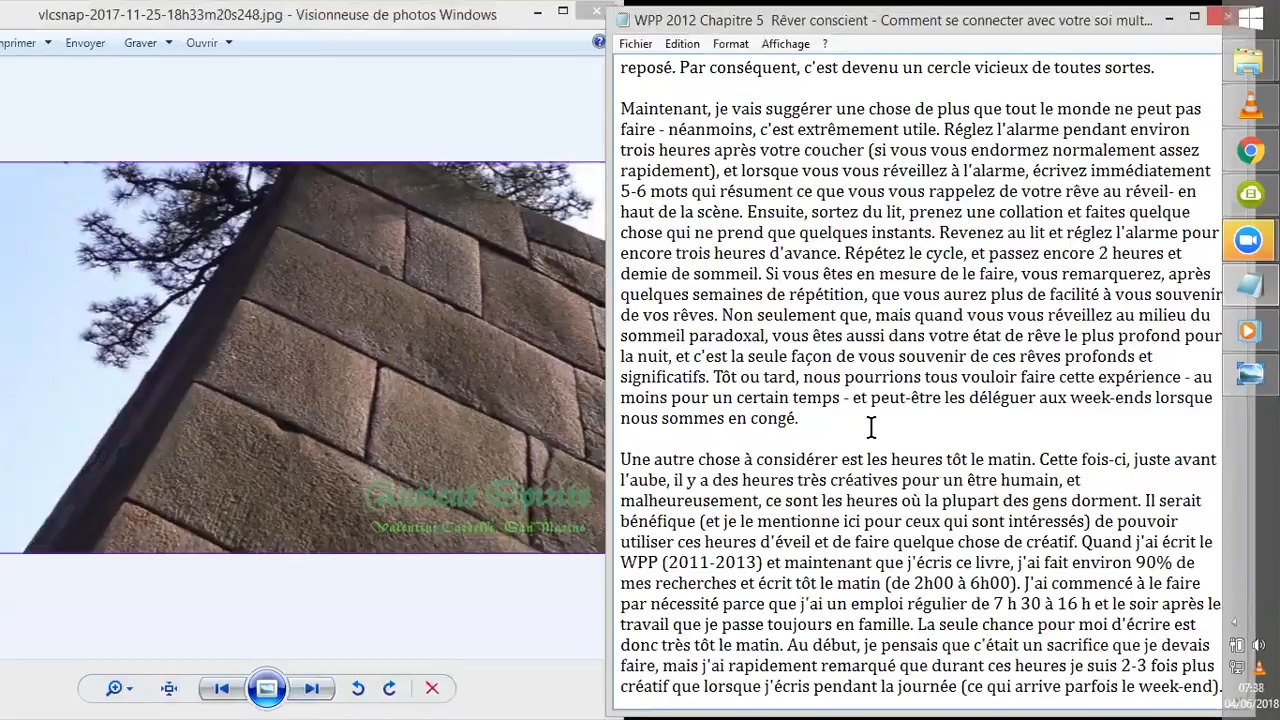 vlcsnap-2017-11-25-18h33m20s248.jpg - Visionneuse de photos Windows
mprimer Envoyer Graver Ouvrir
Ancient Spirits
Valentini Cardelli, San Marino
WPP 2012 Chapitre 5 Rêver conscient - Comment se connecter avec votre soi mult...
Fichier Edition Format Affichage ?
reposé. Par conséquent, c'est devenu un cercle vicieux de toutes sortes.
Maintenant, je vais suggérer une chose de plus que tout le monde ne peut pas
faire - néanmoins, c'est extrêmement utile. Réglez l'alarme pendant environ
trois heures après votre coucher (si vous vous endormez normalement assez
rapidement), et lorsque vous vous réveillez à l'alarme, écrivez immédiatement
5-6 mots qui résument ce que vous vous rappelez de votre rêve au réveil- en
haut de la scène. Ensuite, sortez du lit, prenez une collation et faites quelque
chose qui ne prend que quelques instants. Revenez au lit et réglez l'alarme pour
encore trois heures d'avance. Répétez le cycle, et passez encore 2 heures et
demie de sommeil. Si vous êtes en mesure de le faire, vous remarquerez, après
quelques semaines de répétition, que vous aurez plus de facilité à vous souvenir
de vos rêves. Non seulement que, mais quand vous vous réveillez au milieu du
sommeil paradoxal, vous êtes aussi dans votre état de rêve le plus profond pour
la nuit, et c'est la seule façon de vous souvenir de ces rêves profonds et
significatifs. Tôt ou tard, nous pourrions tous vouloir faire cette expérience - au
moins pour un certain temps - et peut-être les déléguer aux week-ends lorsque
nous sommes en congé.
Une autre chose à considérer est les heures tôt le matin. Cette fois-ci, juste avant
l'aube, il y a des heures très créatives pour un être humain, et
malheureusement, ce sont les heures où la plupart des gens dorment. Il serait
bénéfique (et je le mentionne ici pour ceux qui sont intéressés) de pouvoir
utiliser ces heures d'éveil et de faire quelque chose de créatif. Quand j'ai écrit le
WPP (2011-2013) et maintenant que j'écris ce livre, j'ai fait environ 90% de
mes recherches et écrit tôt le matin (de 2h00 à 6h00). J'ai commencé à le faire
par nécessité parce que j'ai un emploi régulier de 7 h 30 à 16 h et le soir après le
travail que je passe toujours en famille. La seule chance pour moi d'écrire est
donc très tôt le matin. Au début, je pensais que c'était un sacrifice que je devais
faire, mais j'ai rapidement remarqué que durant ces heures je suis 2-3 fois plus
créatif que lorsque j'écris pendant la journée (ce qui arrive parfois le week-end).
07:38
04/06/2018